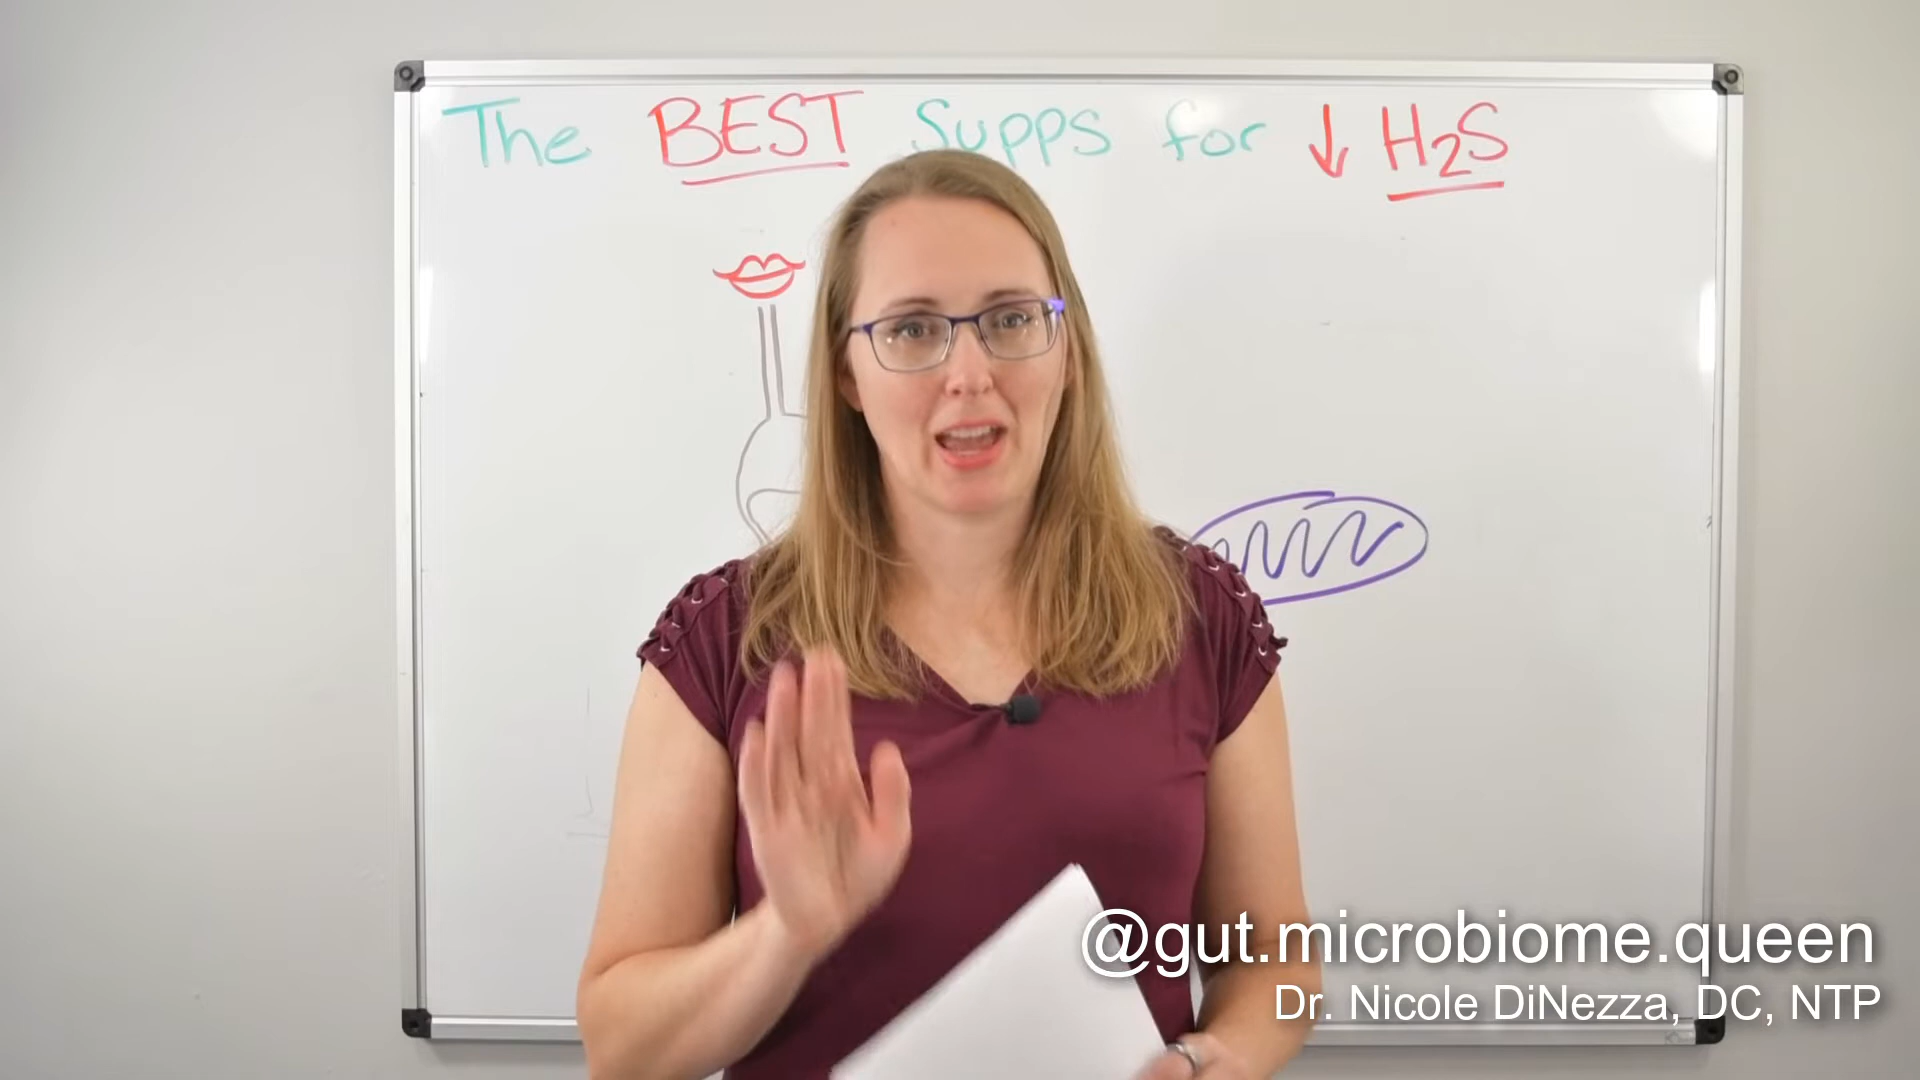 The BEST Supps for ↓ H₂S
@gut.microbiome.queen
Dr. Nicole DiNezza, DC, NTP